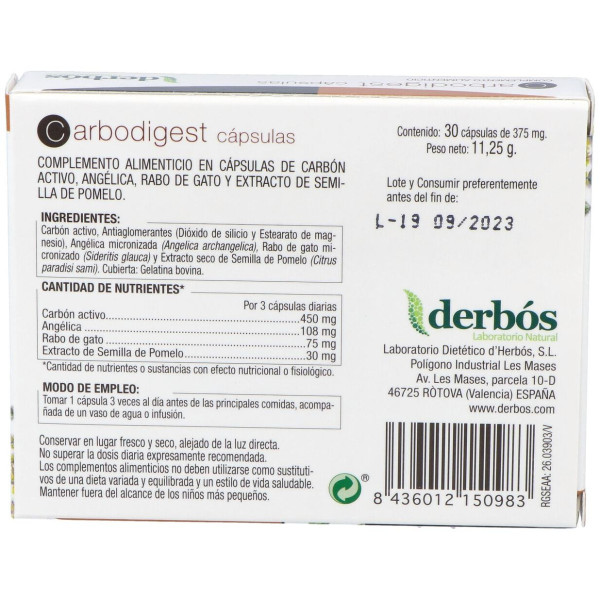 derbós
Carbodigest cápsulas
COMPLEMENTO ALIMENTICIO
Carbodigest cápsulas
COMPLEMENTO ALIMENTICIO EN CÁPSULAS DE CARBÓN
ACTIVO, ANGÉLICA, RABO DE GATO Y EXTRACTO DE SEMI-
LLA DE POMELO.
INGREDIENTES:
Carbón activo, Antiaglomerantes (Dióxido de silicio y Estearato de mag-
nesio), Angélica micronizada (Angelica archangelica), Rabo de gato mi-
cronizado (Sideritis glauca) y Extracto seco de Semilla de Pomelo (Citrus
paradisi sami). Cubierta: Gelatina bovina.
CANTIDAD DE NUTRIENTES*
Por 3 cápsulas diarias
Carbón activo 450 mg
Angélica 108 mg
Rabo de gato 75 mg
Extracto de Semilla de Pomelo 30 mg
*Cantidad de nutrientes o sustancias con efecto nutricional o fisiológico.
MODO DE EMPLEO:
Tomar 1 cápsula 3 veces al día antes de las principales comidas, acompa-
ñada de un vaso de agua o infusión.
Conservar en lugar fresco y seco, alejado de la luz directa.
No superar la dosis diaria expresamente recomendada.
Los complementos alimenticios no deben utilizarse como sustituti-
vos de una dieta variada y equilibrada y un estilo de vida saludable.
Mantener fuera del alcance de los niños más pequeños.
Contenido: 30 cápsulas de 375 mg.
Peso neto: 11,25 g.
Lote y Consumir preferentemente
antes del fin de:
L-19 09/2023
derbós
Laboratorio Natural
Laboratorio Dietético d'Herbós, S.L.
Polígono Industrial Les Mases
Av. Les Mases, parcela 10-D
46725 RÒTOVA (Valencia) ESPAÑA
www.derbos.com
8 436012 150983
RGSEAA: 26.03903/V